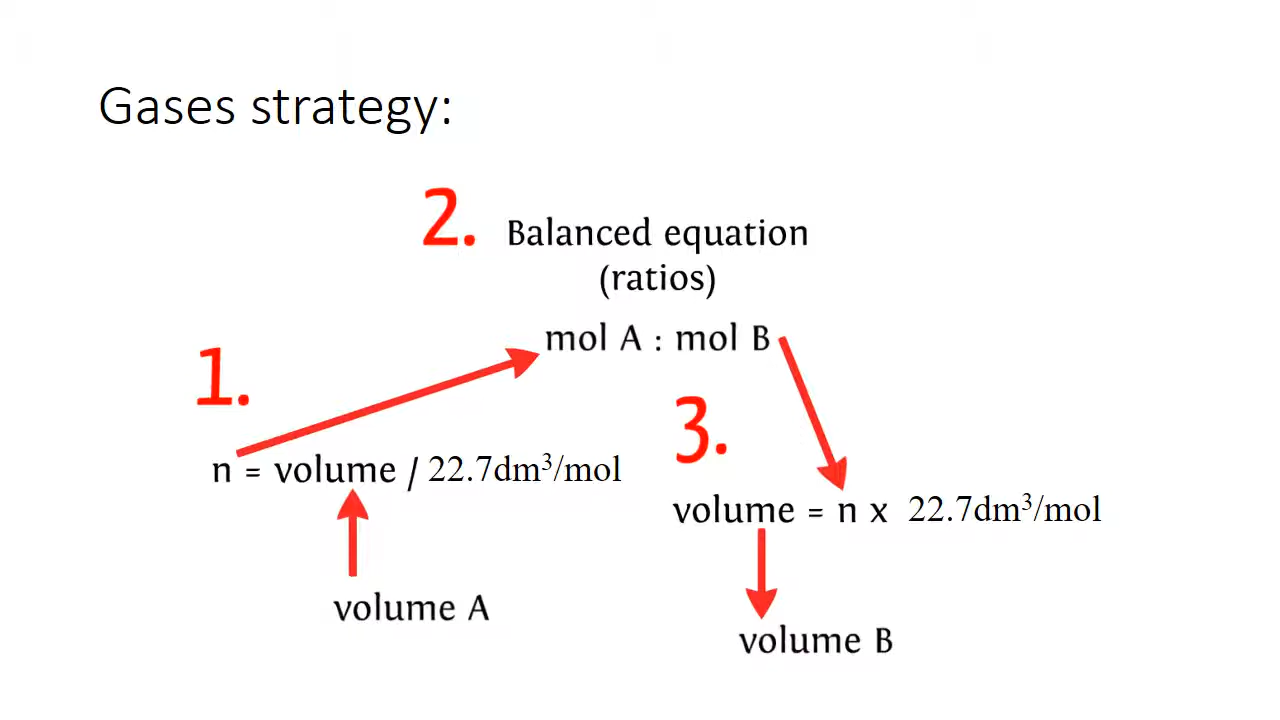 Gases strategy:
2. Balanced equation
(ratios)
mol A : mol B
1.
n = volume / 22.7dm³/mol
volume A
3.
volume = n x 22.7dm³/mol
volume B